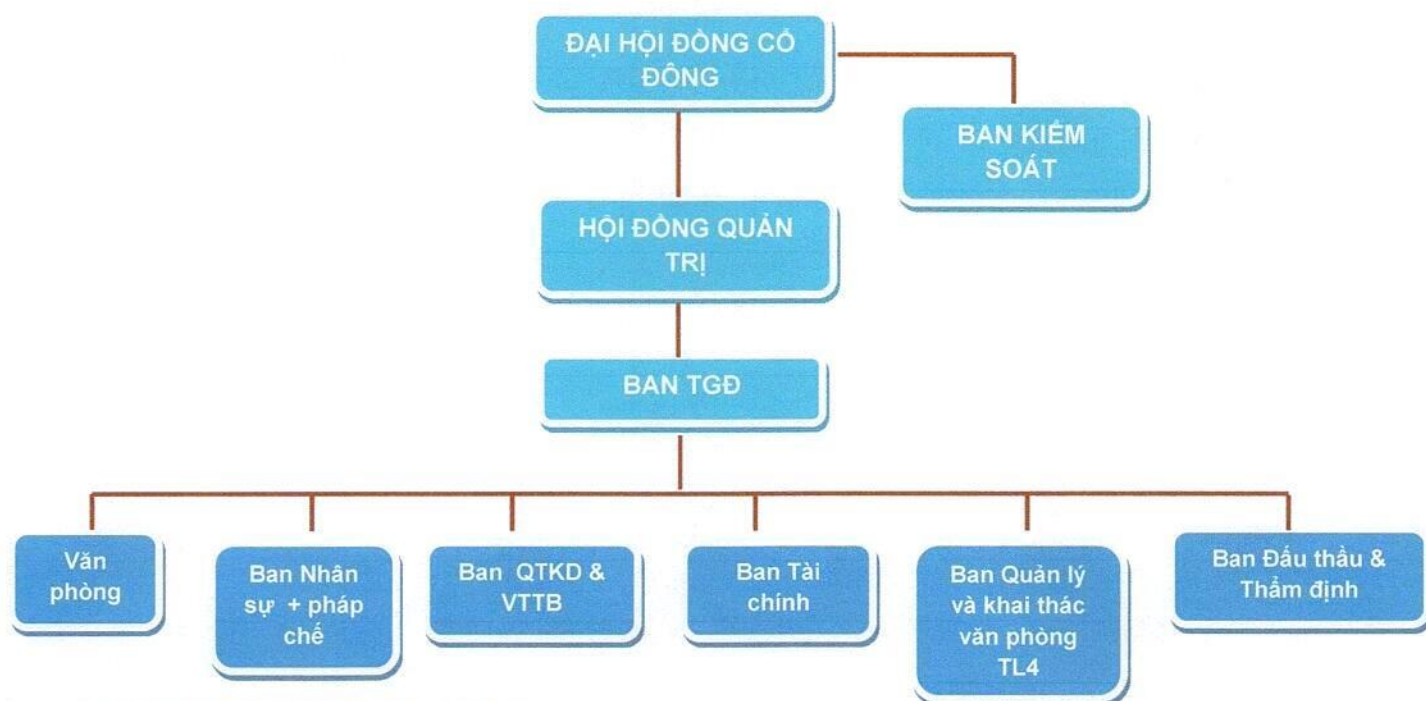 ĐẠI HỘI ĐỒNG CỔ
ĐÔNG
BAN KIỂM
SOÁT
HỘI ĐỒNG QUẢN
TRỊ
BAN TGĐ
Văn
phòng
Ban Nhân
sự + pháp
chế
Ban QTKD &
VTTB
Ban Tài
chính
Ban Quản lý
và khai thác
văn phòng
TL4
Ban Đấu thầu &
Thẩm định